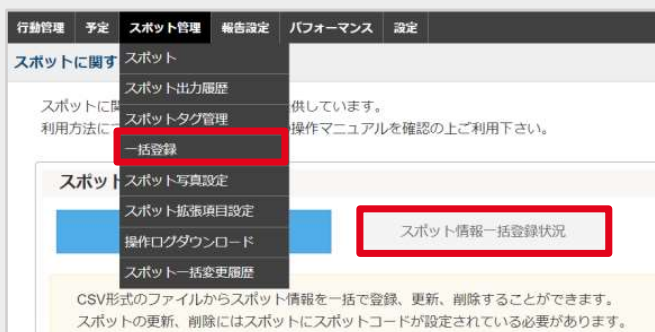 行動管理 予定 スポット管理 報告設定 パフォーマンス 設定
スポットに関す
スポット
スポット出力履歴
スポットタグ管理
一括登録
スポット写真設定
スポット拡張項目設定
操作ログダウンロード
スポット一括変更履歴
スポットに関 供しています。
利用方法につ 操作マニュアルを確認の上ご利用下さい。
スポット
スポット情報一括登録状況
CSV形式のファイルからスポット情報を一括で登録、更新、削除することができます。
スポットの更新、削除にはスポットにスポットコードが設定されている必要があります。